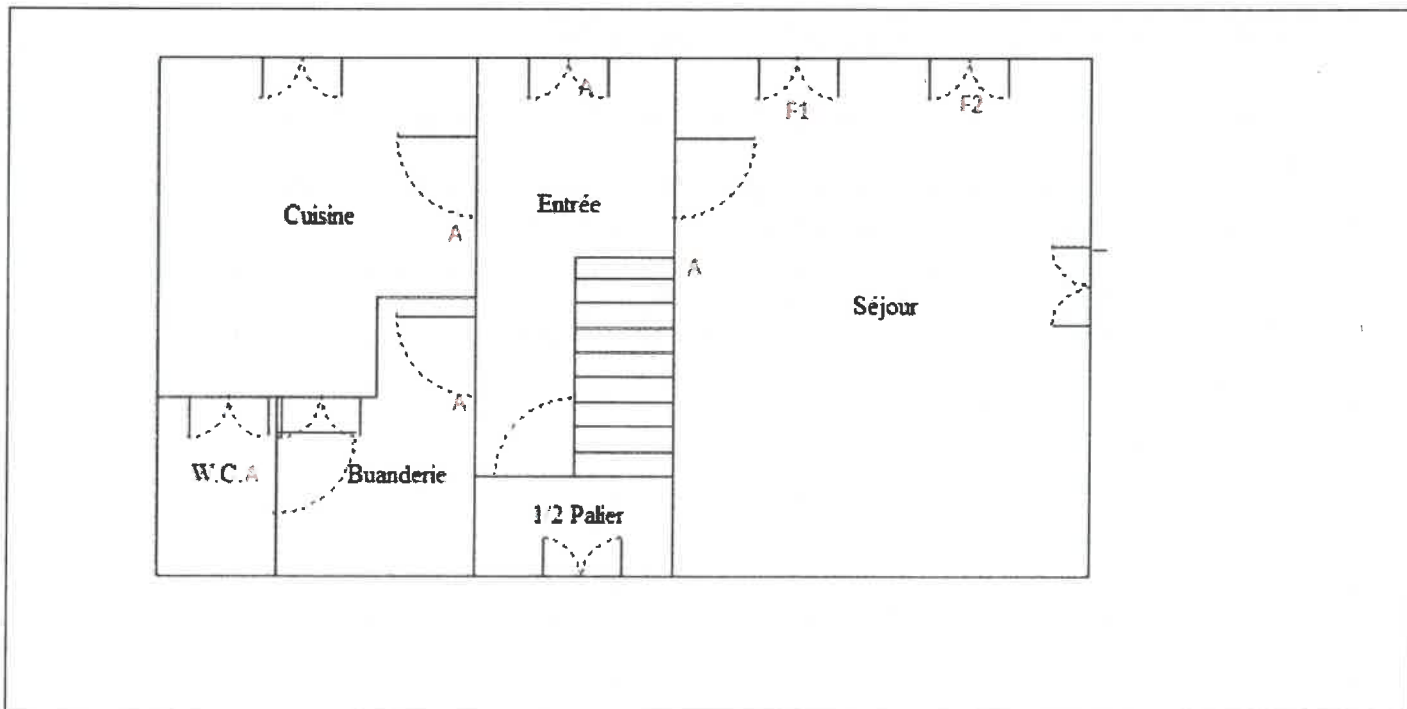 A
F1
F2
Cuisine
Entrée
A
A
Séjour
A
W.C.A
Buanderie
1/2 Palier